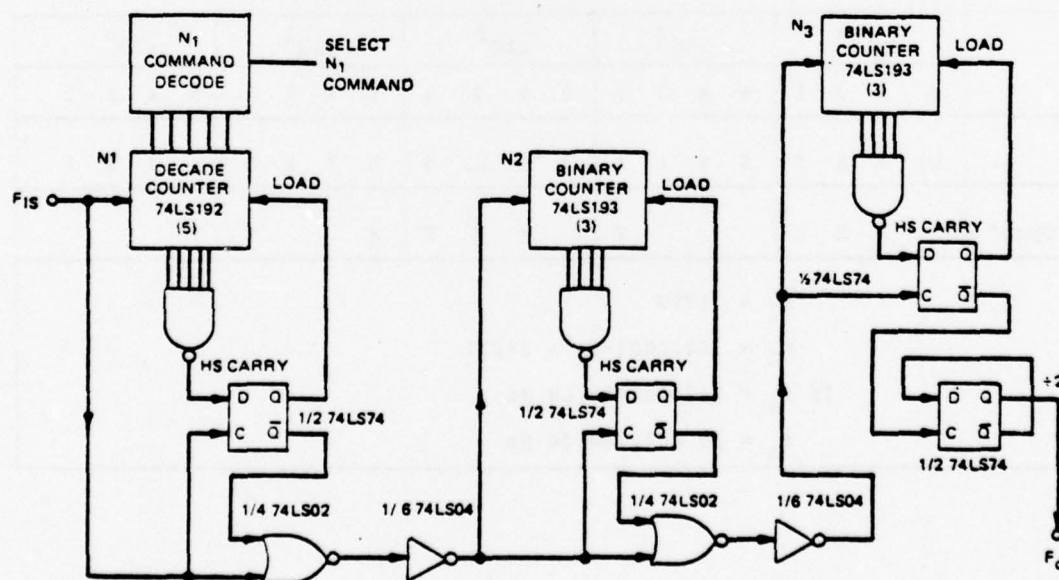 N1
COMMAND
DECODE
SELECT
N1
COMMAND
N1
DECADE
COUNTER
74LS192
(5)
LOAD
FIS
HS CARRY
D Q
C Q̅
1/2 74LS74
1/4 74LS02
1/6 74LS04
N2
BINARY
COUNTER
74LS193
(3)
LOAD
HS CARRY
D Q
C Q̅
1/2 74LS74
1/4 74LS02
1/6 74LS04
N3
BINARY
COUNTER
74LS193
(3)
LOAD
HS CARRY
D Q
C Q̅
½ 74LS74
÷2
D Q
C Q̅
1/2 74LS74